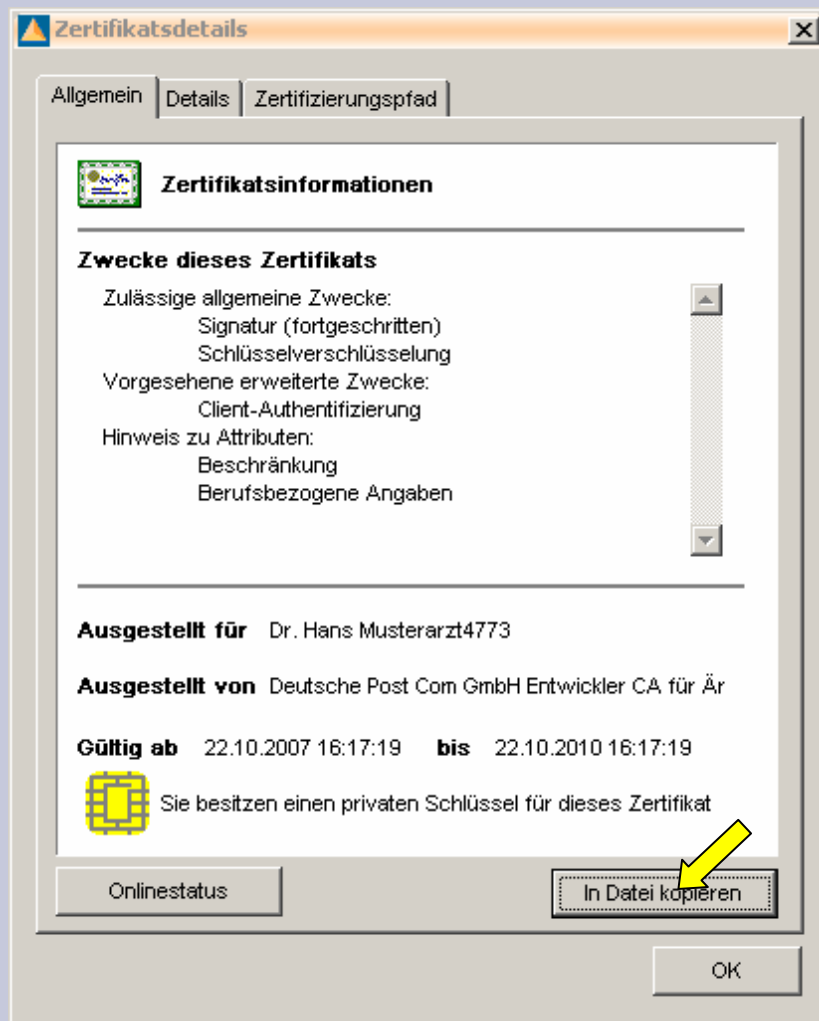 Zertifikatsdetails
Allgemein Details Zertifizierungspfad
Zertifikatsinformationen
Zwecke dieses Zertifikats
Zulässige allgemeine Zwecke:
Signatur (fortgeschritten)
Schlüsselverschlüsselung
Vorgesehene erweiterte Zwecke:
Client-Authentifizierung
Hinweis zu Attributen:
Beschränkung
Berufsbezogene Angaben
Ausgestellt für Dr. Hans Musterarzt4773
Ausgestellt von Deutsche Post Com GmbH Entwickler CA für Är
Gültig ab 22.10.2007 16:17:19 bis 22.10.2010 16:17:19
Sie besitzen einen privaten Schlüssel für dieses Zertifikat
Onlinestatus In Datei kopieren
OK